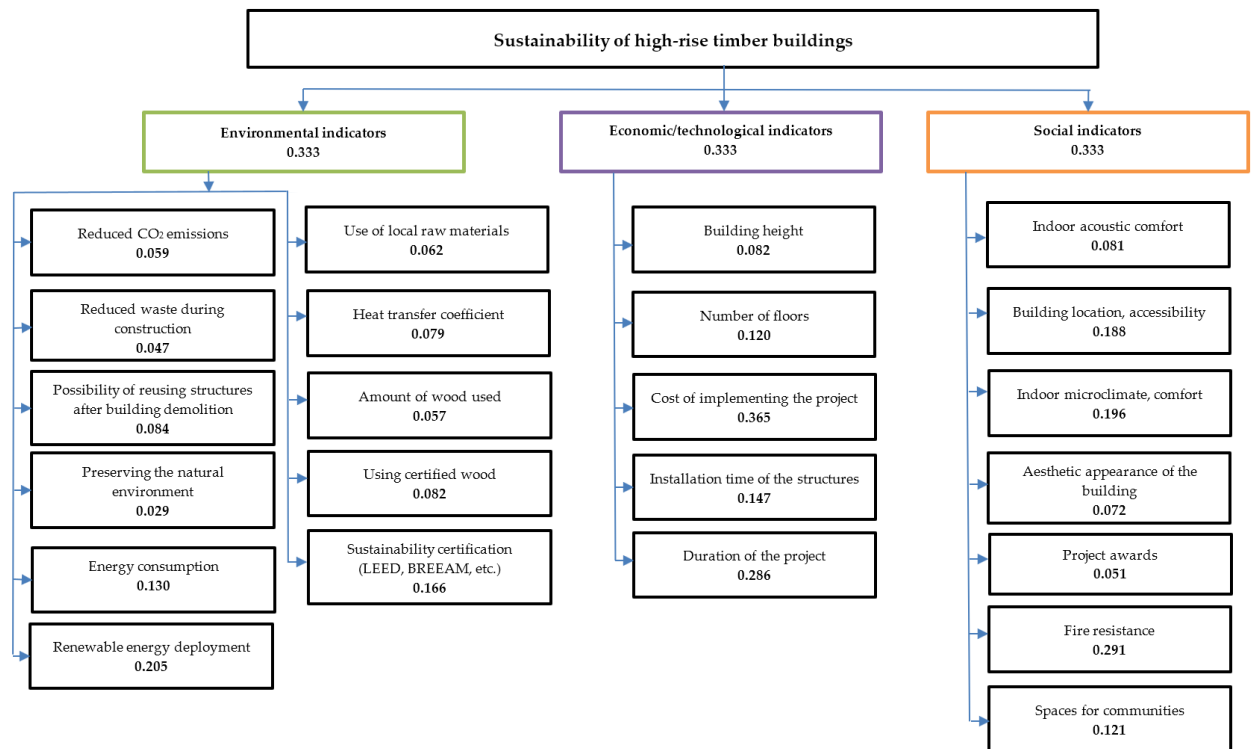 Sustainability of high-rise timber buildings
Environmental indicators
0.333
Economic/technological indicators
0.333
Social indicators
0.333
Reduced CO₂ emissions
0.059
Reduced waste during
construction
0.047
Possibility of reusing structures
after building demolition
0.084
Preserving the natural
environment
0.029
Energy consumption
0.130
Renewable energy deployment
0.205
Use of local raw materials
0.062
Heat transfer coefficient
0.079
Amount of wood used
0.057
Using certified wood
0.082
Sustainability certification
(LEED, BREEAM, etc.)
0.166
Building height
0.082
Number of floors
0.120
Cost of implementing the project
0.365
Installation time of the structures
0.147
Duration of the project
0.286
Indoor acoustic comfort
0.081
Building location, accessibility
0.188
Indoor microclimate, comfort
0.196
Aesthetic appearance of the
building
0.072
Project awards
0.051
Fire resistance
0.291
Spaces for communities
0.121